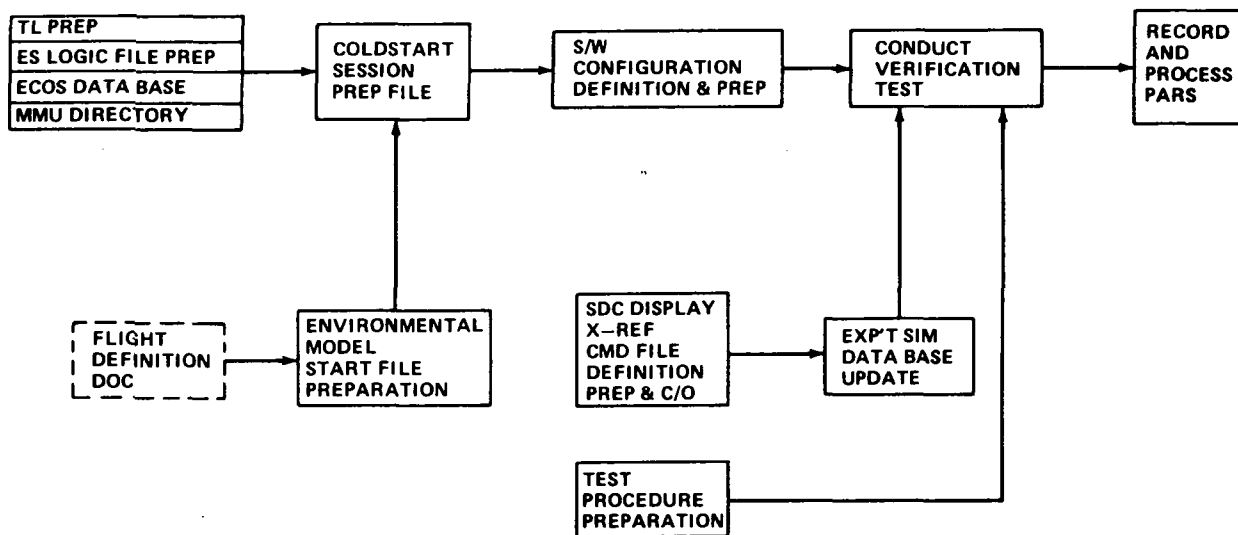 TL PREP
ES LOGIC FILE PREP
ECOS DATA BASE
MMU DIRECTORY
COLDSTART
SESSION
PREP FILE
S/W
CONFIGURATION
DEFINITION & PREP
CONDUCT
VERIFICATION
TEST
RECORD
AND
PROCESS
PARS
FLIGHT
DEFINITION
DOC
ENVIRONMENTAL
MODEL
START FILE
PREPARATION
SDC DISPLAY
X–REF
CMD FILE
DEFINITION
PREP & C/O
EXP'T SIM
DATA BASE
UPDATE
TEST
PROCEDURE
PREPARATION